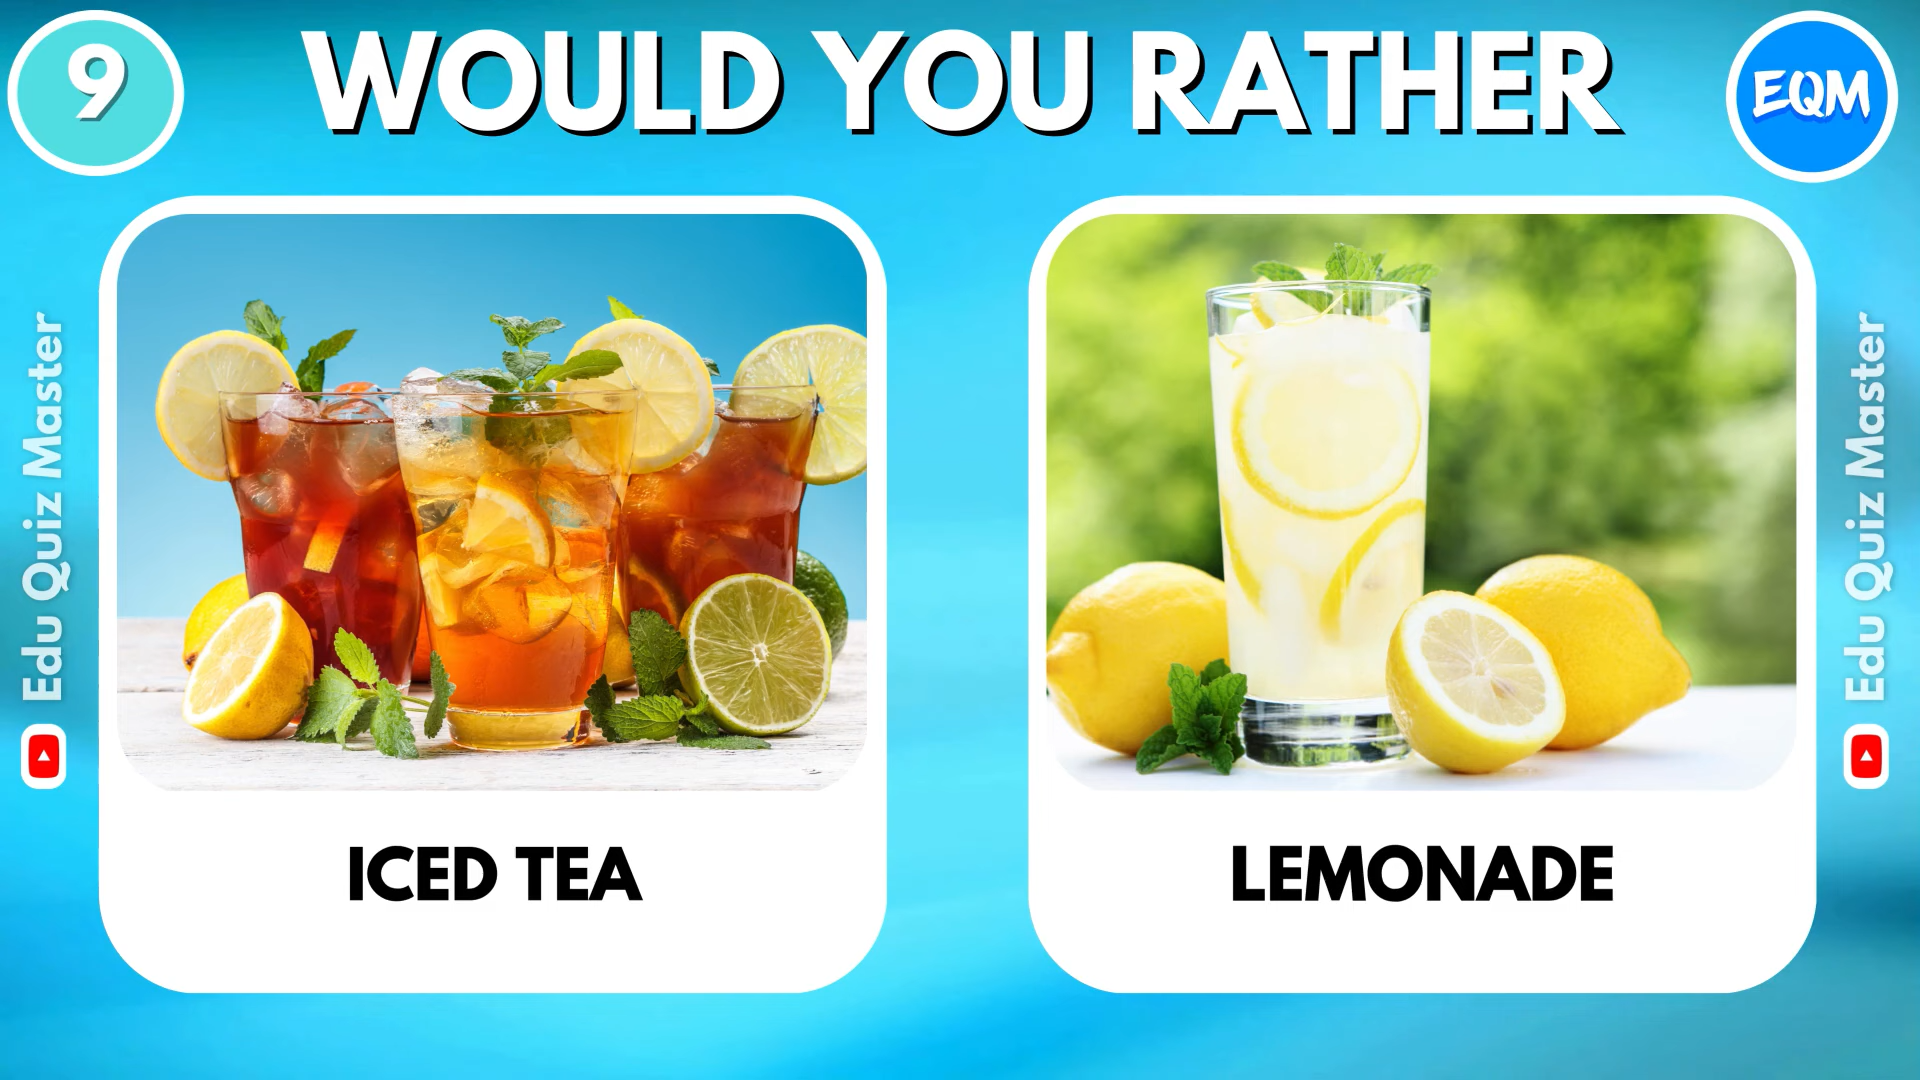 9
WOULD YOU RATHER
EQM
Edu Quiz Master
ICED TEA
LEMONADE
Edu Quiz Master